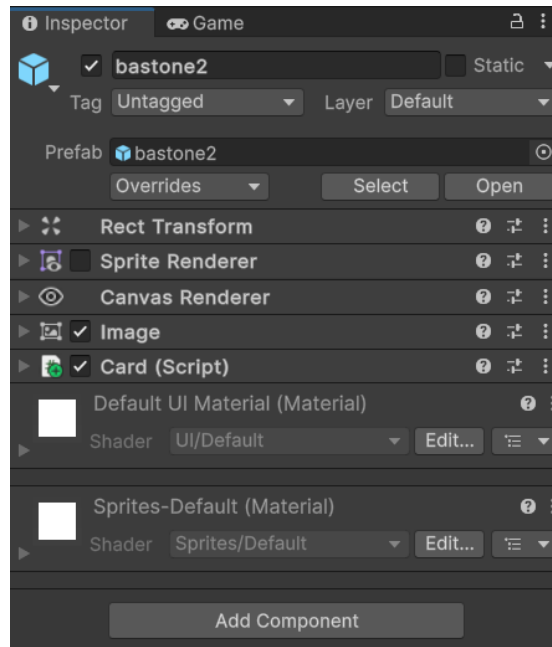 Inspector Game
bastone2 Static
Tag Untagged Layer Default
Prefab bastone2
Overrides Select Open
Rect Transform
Sprite Renderer
Canvas Renderer
Image
Card (Script)
Default UI Material (Material)
Shader UI/Default Edit...
Sprites-Default (Material)
Shader Sprites/Default Edit...
Add Component